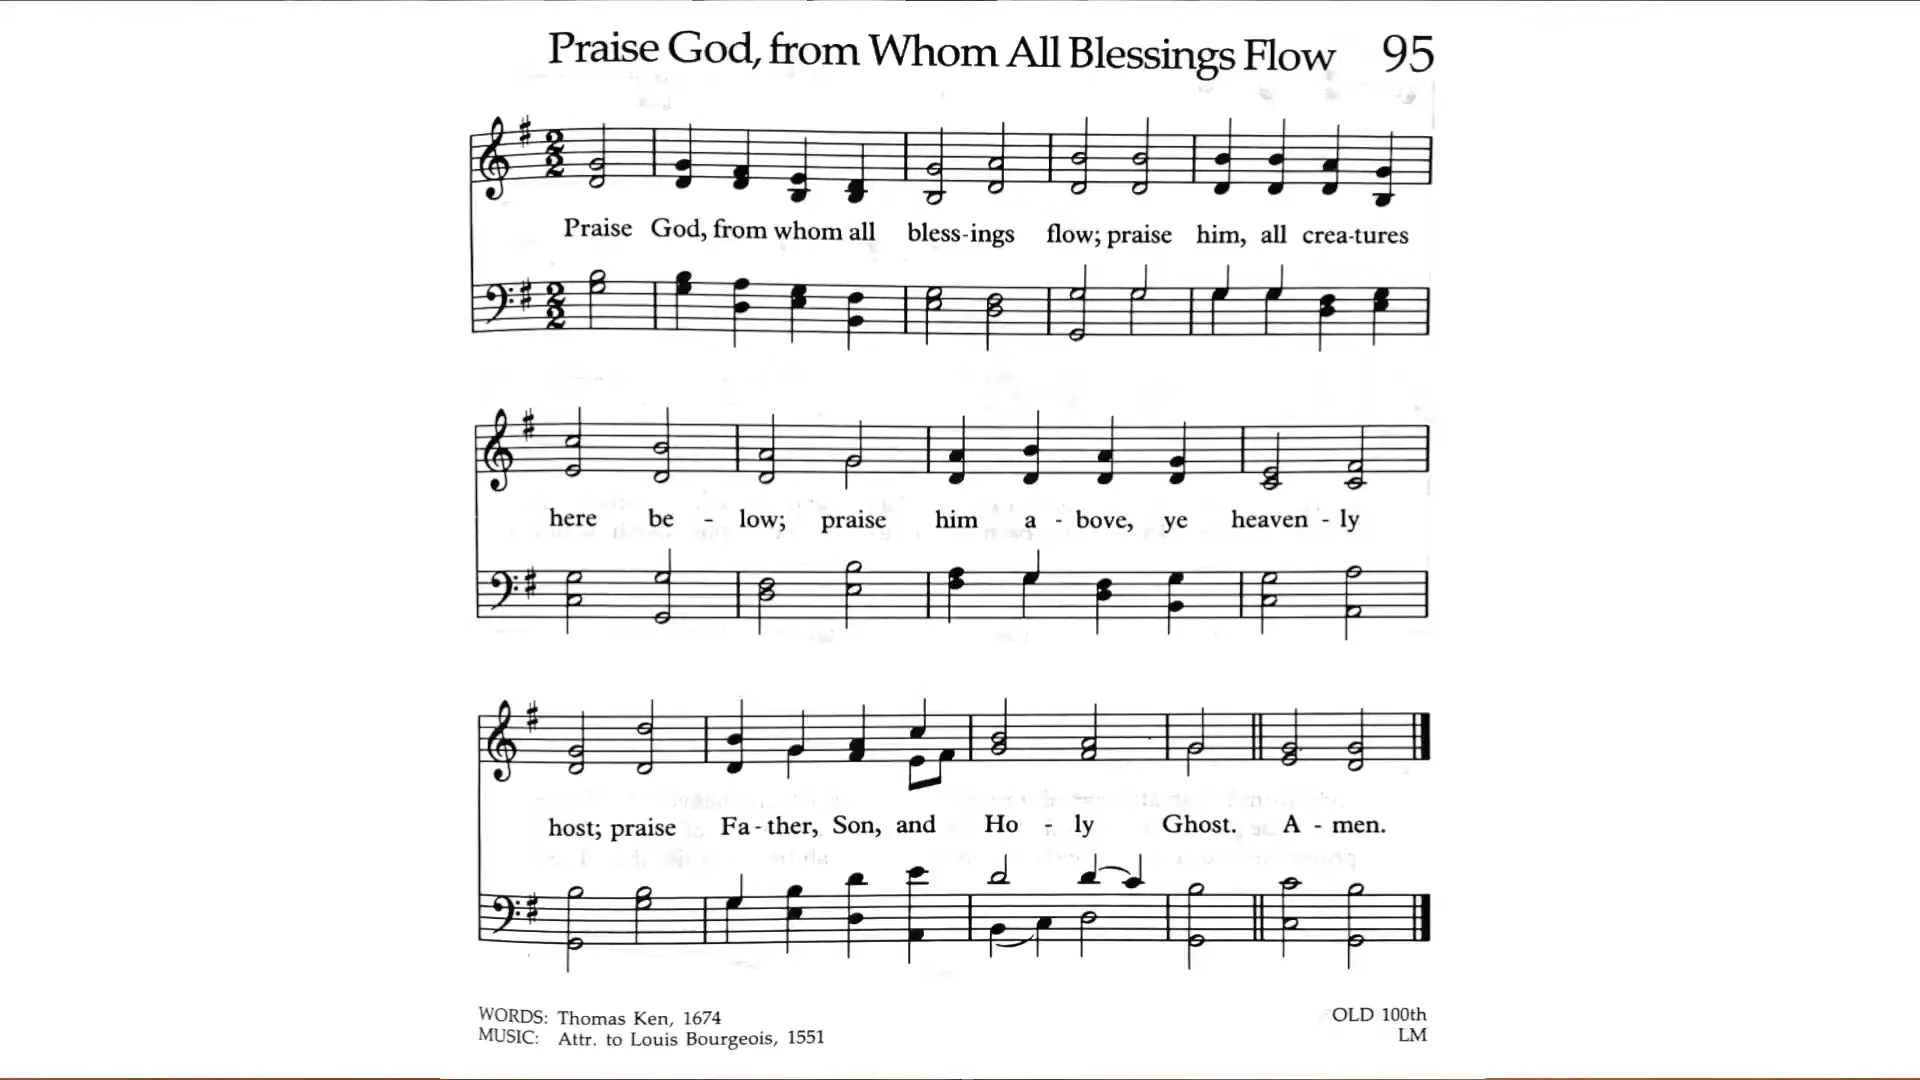 Praise God, from Whom All Blessings Flow 95
Praise God, from whom all bless-ings flow; praise him, all crea-tures
here be - low; praise him a - bove, ye heaven - ly
host; praise Fa - ther, Son, and Ho - ly Ghost. A - men.
WORDS: Thomas Ken, 1674
MUSIC: Attr. to Louis Bourgeois, 1551
OLD 100th
LM